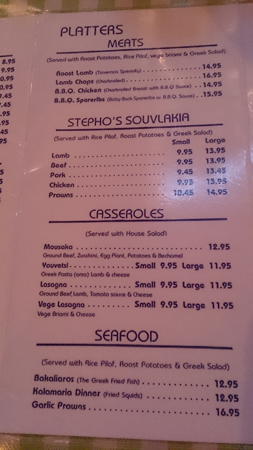 PLATTERS
MEATS
(Served with Roast Potatoes, Rice Pilaf, Vege Briami & Greek Salad)
Roast Lamb (Taverna's Specialty) 14.95
Lamb Chops (Charbroiled) 16.95
B.B.Q. Chicken (Charbroiled Breast with B.B.Q Sauce) 14.95
B.B.Q. Spareribs (Baby Back Spareribs w/ B.B.Q. Sauce) 15.95
STEPHO'S SOUVLAKIA
(Served with Rice Pilaf, Roast Potatoes & Greek Salad)
Small Large
Lamb 9.95 13.95
Beef 9.95 13.95
Pork 9.45 13.45
Chicken 9.95 13.95
Prawns 10.45 14.95
CASSEROLES
(Served with House Salad)
Mousaka 12.95
Ground Beef, Zucchini, Egg Plant, Potatoes & Bechamel
Youvetsi Small 9.95 Large 11.95
Greek Pasta (orzo) Lamb & cheese
Lasagna Small 9.95 Large 11.95
Ground Beef, Lamb, Tomato sauce & Cheese
Vege Lasagna Small 9.95 Large 11.95
Vege Briami & Cheese
SEAFOOD
(Served with Rice Pilaf, Roast Potatoes & Greek Salad)
Bakaliaros (The Greek Fried Fish) 12.95
Kalamaria Dinner (Fried Squids) 12.95
Garlic Prawns 16.95